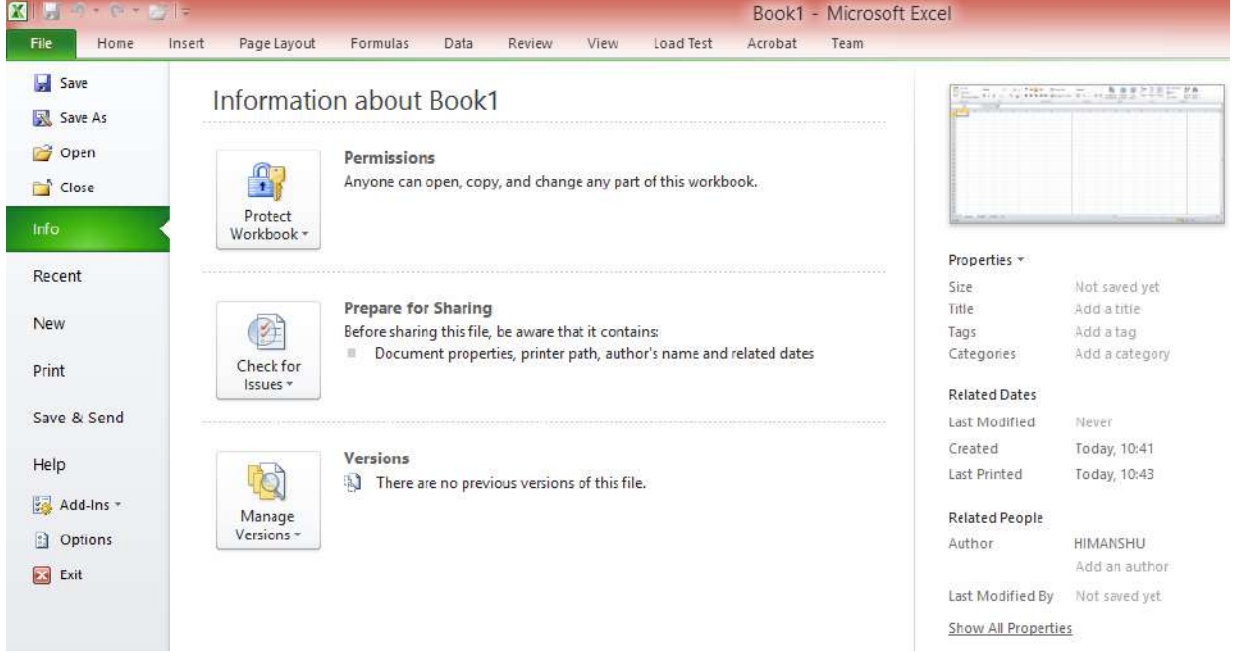 Book1 - Microsoft Excel
File Home Insert Page Layout Formulas Data Review View Load Test Acrobat Team
Save
Save As
Open
Close
Info
Recent
New
Print
Save & Send
Help
Add-Ins
Options
Exit
Information about Book1
Protect
Workbook
Permissions
Anyone can open, copy, and change any part of this workbook.
Check for
Issues
Prepare for Sharing
Before sharing this file, be aware that it contains:
Document properties, printer path, author's name and related dates
Manage
Versions
Versions
There are no previous versions of this file.
Properties
Size Not saved yet
Title Add a title
Tags Add a tag
Categories Add a category
Related Dates
Last Modified Never
Created Today, 10:41
Last Printed Today, 10:43
Related People
Author HIMANSHU
Add an author
Last Modified By Not saved yet
Show All Properties